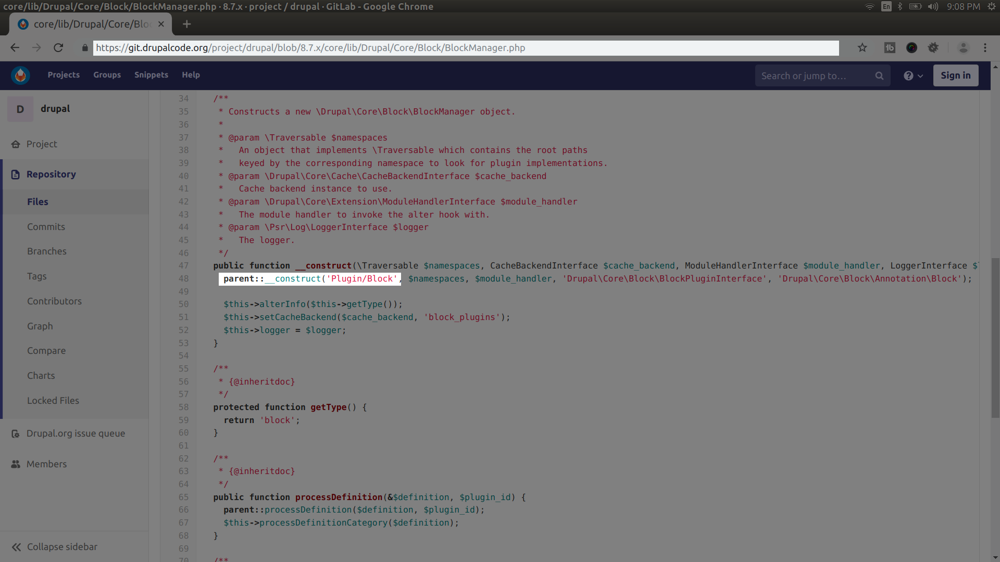 core/lib/Drupal/Core/Block/BlockManager.php · 8.7.x · project / drupal · GitLab - Google Chrome
En
9:08 PM
core/lib/Drupal/Core/Blo
https://git.drupalcode.org/project/drupal/blob/8.7.x/core/lib/Drupal/Core/Block/BlockManager.php
Projects Groups Snippets Help
Search or jump to…
Sign in
D drupal
Project
Repository
Files
Commits
Branches
Tags
Contributors
Graph
Compare
Charts
Locked Files
Drupal.org issue queue
Members
Collapse sidebar
34 /**
35 * Constructs a new \Drupal\Core\Block\BlockManager object.
36 *
37 * @param \Traversable $namespaces
38 *   An object that implements \Traversable which contains the root paths
39 *   keyed by the corresponding namespace to look for plugin implementations.
40 * @param \Drupal\Core\Cache\CacheBackendInterface $cache_backend
41 *   Cache backend instance to use.
42 * @param \Drupal\Core\Extension\ModuleHandlerInterface $module_handler
43 *   The module handler to invoke the alter hook with.
44 * @param \Psr\Log\LoggerInterface $logger
45 *   The logger.
46 */
47 public function __construct(\Traversable $namespaces, CacheBackendInterface $cache_backend, ModuleHandlerInterface $module_handler, LoggerInterface
48 parent::__construct('Plugin/Block', $namespaces, $module_handler, 'Drupal\Core\Block\BlockPluginInterface', 'Drupal\Core\Block\Annotation\Block');
49
50 $this->alterInfo($this->getType());
51 $this->setCacheBackend($cache_backend, 'block_plugins');
52 $this->logger = $logger;
53 }
54
55 /**
56 * {@inheritdoc}
57 */
58 protected function getType() {
59 return 'block';
60 }
61
62 /**
63 * {@inheritdoc}
64 */
65 public function processDefinition(&$definition, $plugin_id) {
66 parent::processDefinition($definition, $plugin_id);
67 $this->processDefinitionCategory($definition);
68 }
69
70 /**